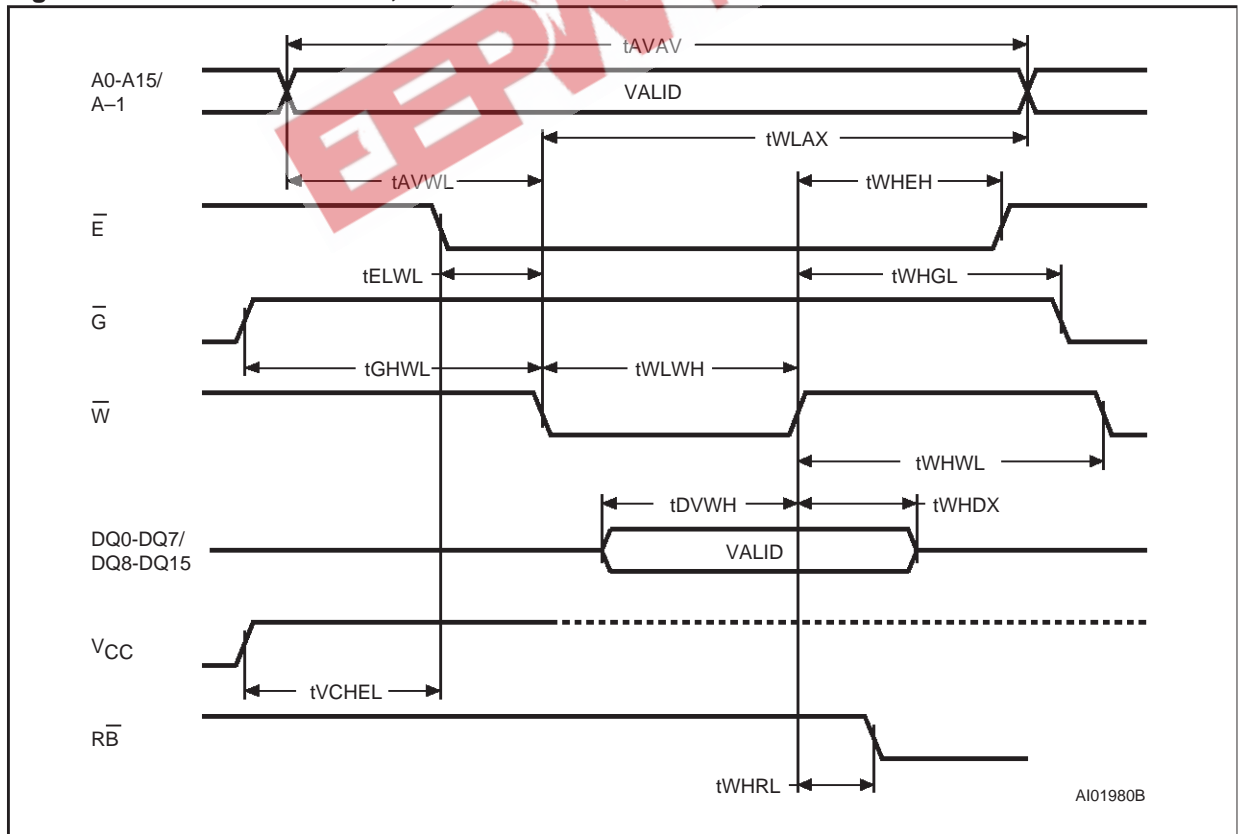 tAVAV
A0-A15/
A–1
VALID
tWLAX
tAVWL
tWHEH
E̅
tELWL
tWHGL
G̅
tGHWL
tWLWH
W̅
tWHWL
tDVWH
tWHDX
DQ0-DQ7/
DQ8-DQ15
VALID
VCC
tVCHEL
RB̅
tWHRL
AI01980B